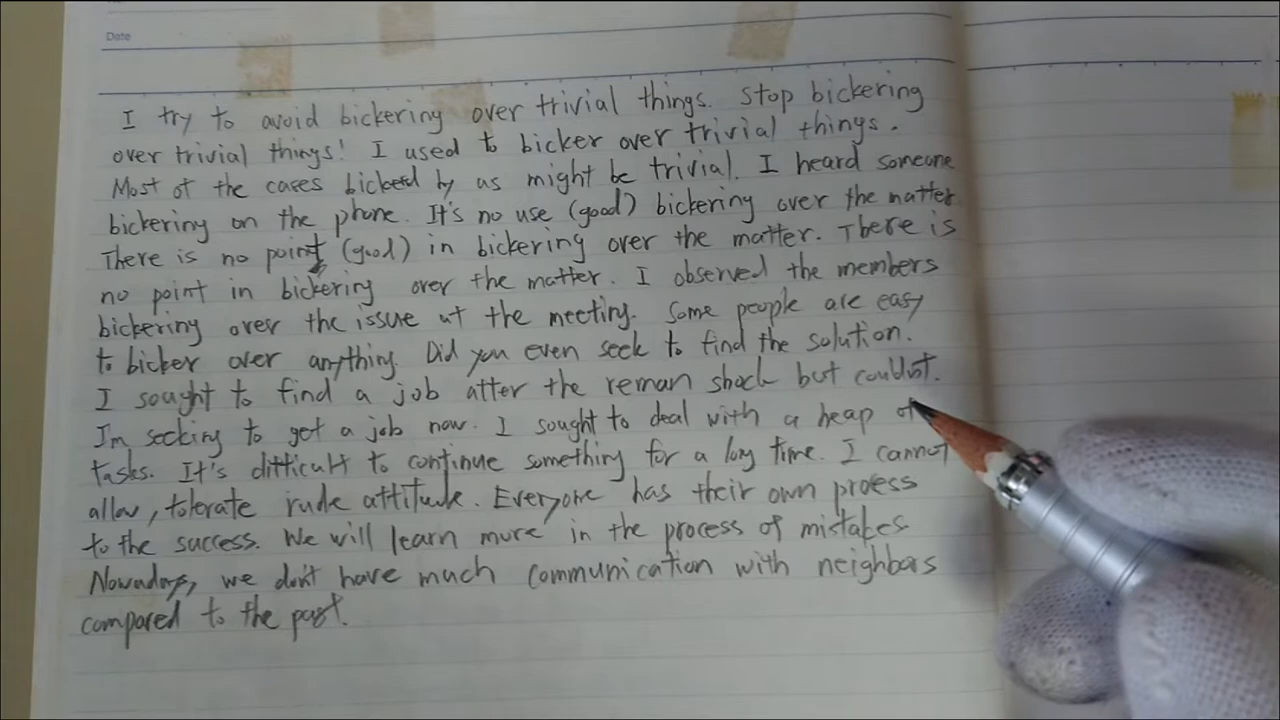 Date
I try to avoid bickering over trivial things. Stop bickering
over trivial things! I used to bicker over trivial things.
Most of the cases bickered by us might be trivial. I heard someone
bickering on the phone. It's no use (good) bickering over the matter
There is no point (good) in bickering over the matter. There is
no point in bickering over the matter. I observed the members
bickering over the issue at the meeting. Some people are easy
to bicker over anything. Did you even seek to find the solution.
I sought to find a job after the reman shock but couldn't.
I'm seeking to get a job now. I sought to deal with a heap of
tasks. It's difficult to continue something for a long time. I cannot
allow, tolerate rude attitude. Everyone has their own process
to the success. We will learn more in the process of mistakes
Nowadays, we don't have much communication with neighbors
compared to the past.